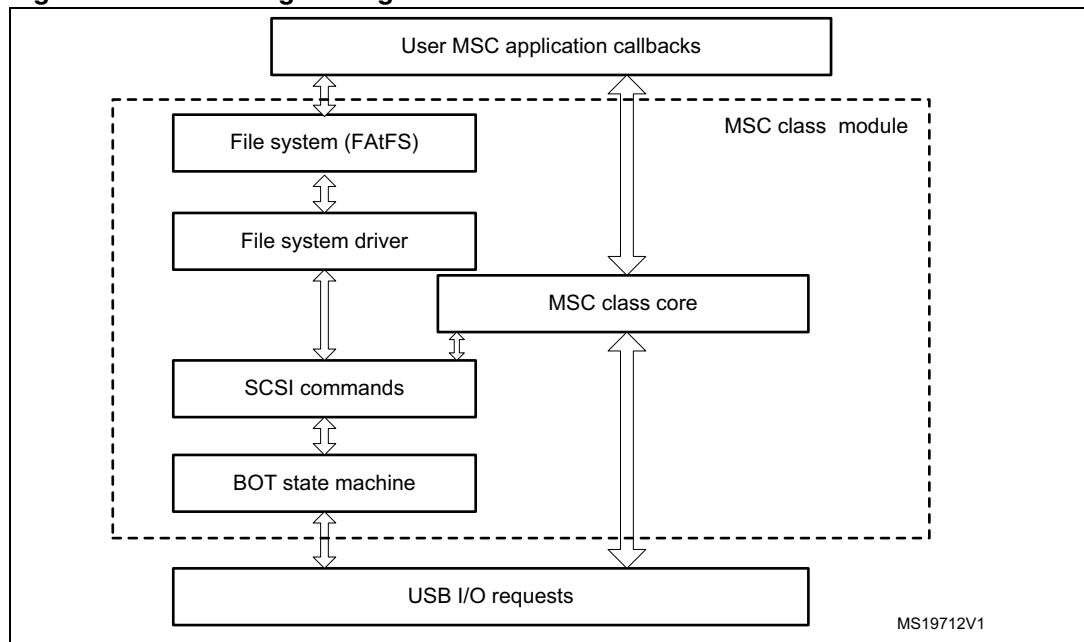 User MSC application callbacks
MSC class module
File system (FAtFS)
File system driver
MSC class core
SCSI commands
BOT state machine
USB I/O requests
MS19712V1